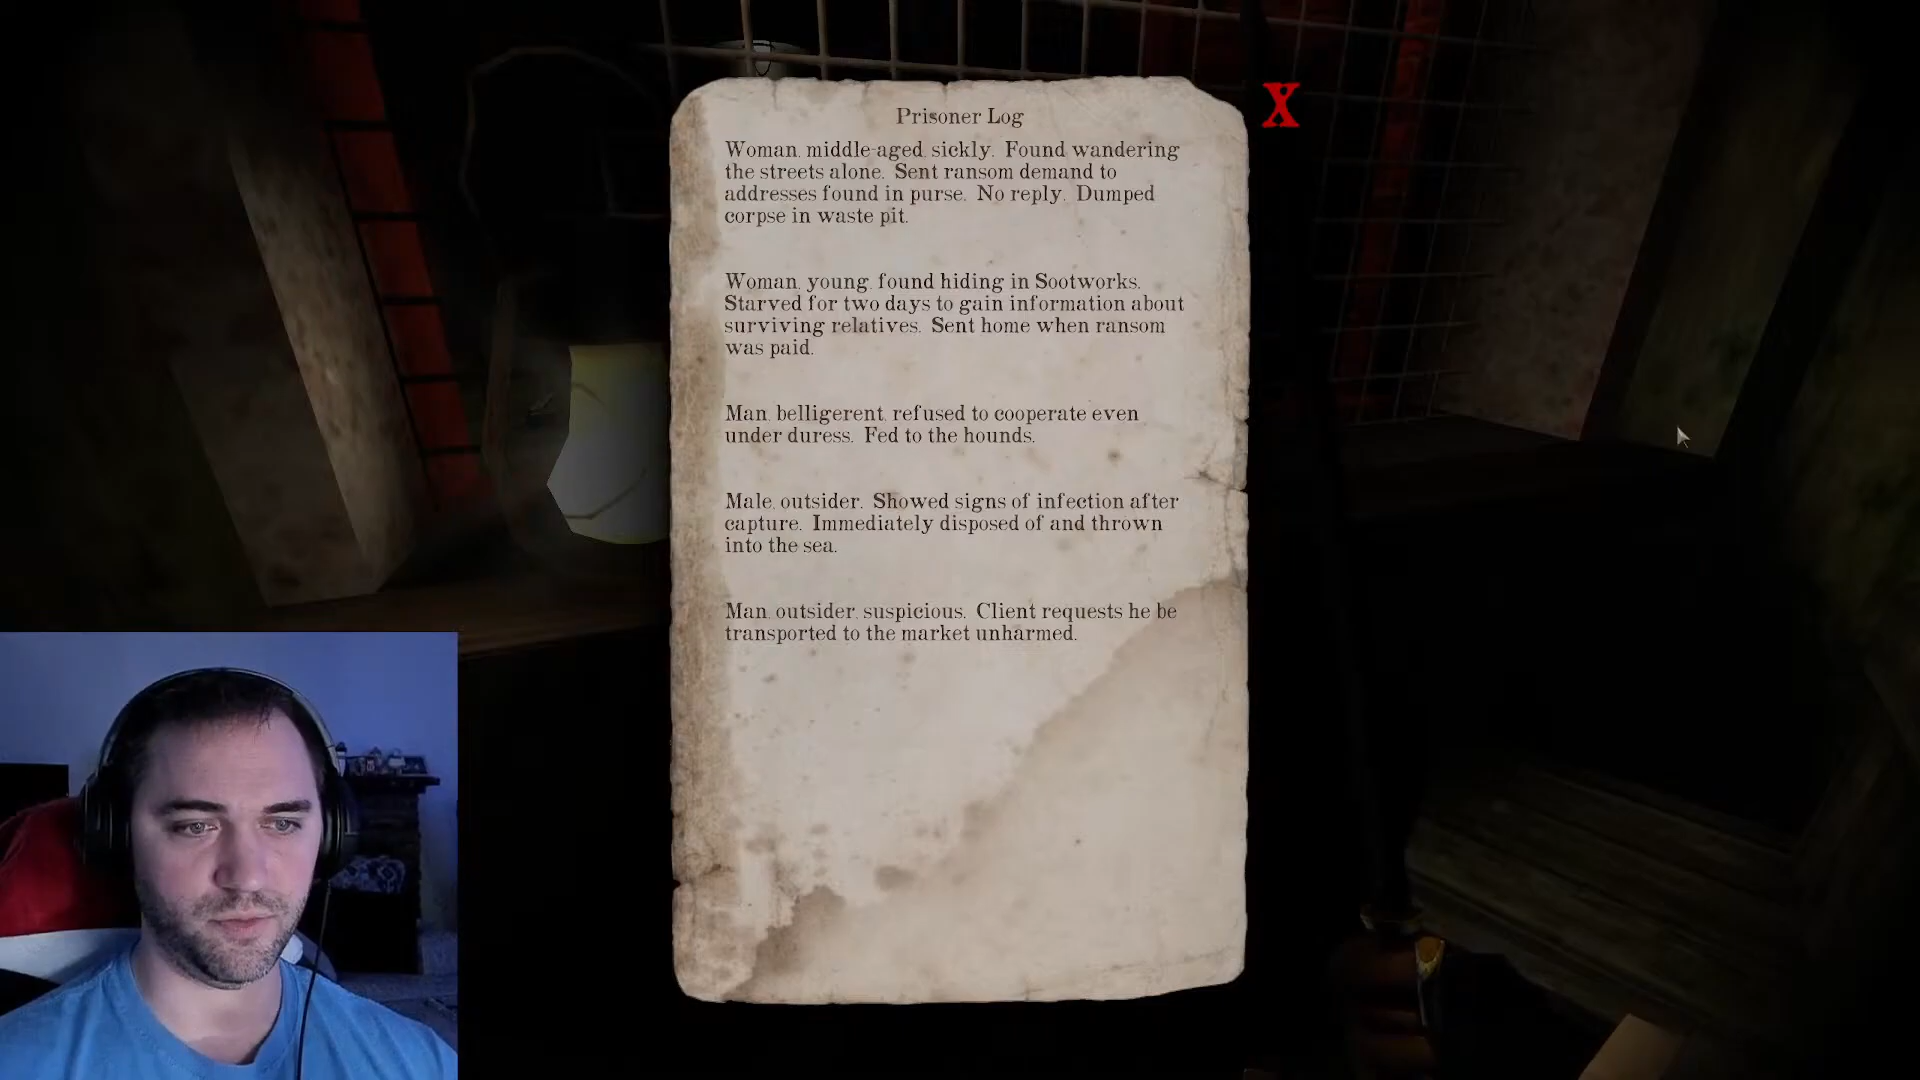 Prisoner Log
X
Woman, middle-aged, sickly. Found wandering
the streets alone. Sent ransom demand to
addresses found in purse. No reply. Dumped
corpse in waste pit.
Woman, young, found hiding in Sootworks.
Starved for two days to gain information about
surviving relatives. Sent home when ransom
was paid.
Man, belligerent, refused to cooperate even
under duress. Fed to the hounds.
Male, outsider. Showed signs of infection after
capture. Immediately disposed of and thrown
into the sea.
Man, outsider, suspicious. Client requests he be
transported to the market unharmed.